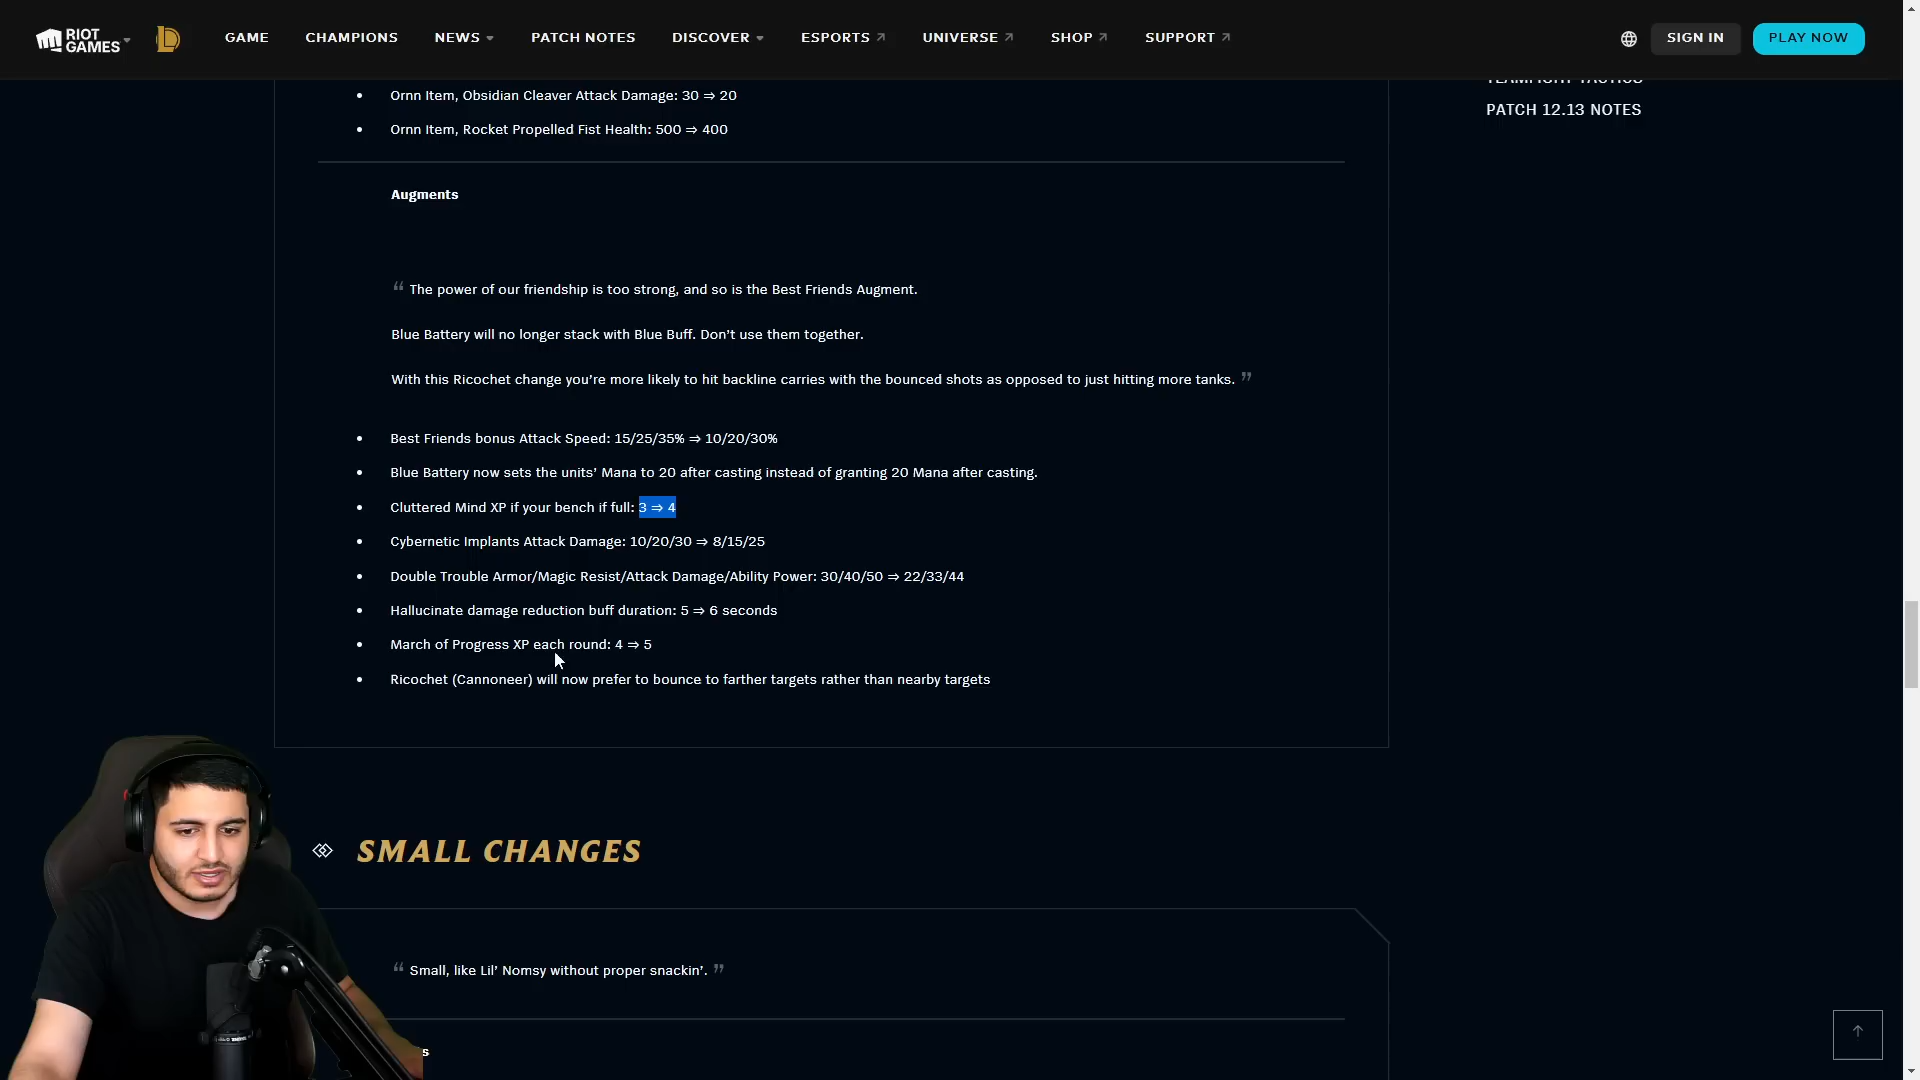 RIOT GAMES
GAME
CHAMPIONS
NEWS
PATCH NOTES
DISCOVER
ESPORTS
UNIVERSE
SHOP
SUPPORT
SIGN IN
PLAY NOW
TEAMFIGHT TACTICS
PATCH 12.13 NOTES
• Ornn Item, Obsidian Cleaver Attack Damage: 30 ⇒ 20
• Ornn Item, Rocket Propelled Fist Health: 500 ⇒ 400
Augments
“ The power of our friendship is too strong, and so is the Best Friends Augment.
Blue Battery will no longer stack with Blue Buff. Don’t use them together.
With this Ricochet change you’re more likely to hit backline carries with the bounced shots as opposed to just hitting more tanks. ”
• Best Friends bonus Attack Speed: 15/25/35% ⇒ 10/20/30%
• Blue Battery now sets the units’ Mana to 20 after casting instead of granting 20 Mana after casting.
• Cluttered Mind XP if your bench if full: 3 ⇒ 4
• Cybernetic Implants Attack Damage: 10/20/30 ⇒ 8/15/25
• Double Trouble Armor/Magic Resist/Attack Damage/Ability Power: 30/40/50 ⇒ 22/33/44
• Hallucinate damage reduction buff duration: 5 ⇒ 6 seconds
• March of Progress XP each round: 4 ⇒ 5
• Ricochet (Cannoneer) will now prefer to bounce to farther targets rather than nearby targets
SMALL CHANGES
“ Small, like Lil’ Nomsy without proper snackin’. ”